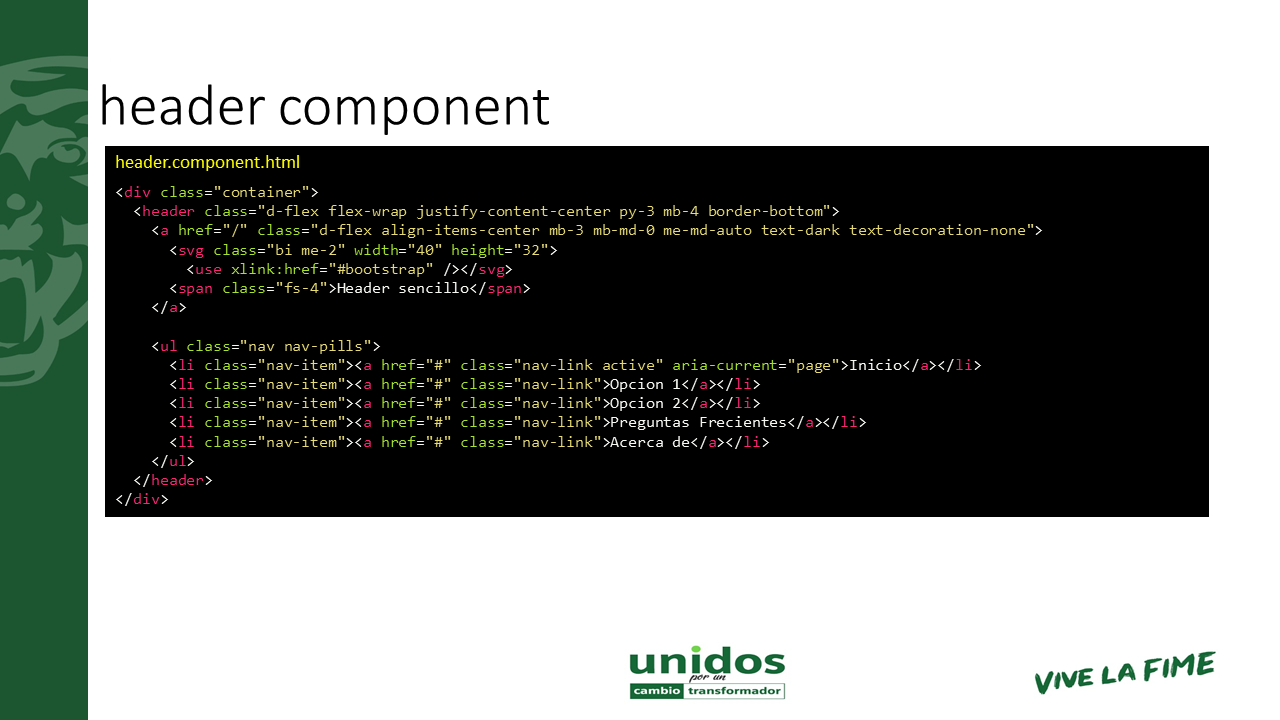 header component
header.component.html
<div class="container">
  <header class="d-flex flex-wrap justify-content-center py-3 mb-4 border-bottom">
    <a href="/" class="d-flex align-items-center mb-3 mb-md-0 me-md-auto text-dark text-decoration-none">
      <svg class="bi me-2" width="40" height="32">
        <use xlink:href="#bootstrap" /></svg>
      <span class="fs-4">Header sencillo</span>
    </a>

    <ul class="nav nav-pills">
      <li class="nav-item"><a href="#" class="nav-link active" aria-current="page">Inicio</a></li>
      <li class="nav-item"><a href="#" class="nav-link">Opcion 1</a></li>
      <li class="nav-item"><a href="#" class="nav-link">Opcion 2</a></li>
      <li class="nav-item"><a href="#" class="nav-link">Preguntas Frecientes</a></li>
      <li class="nav-item"><a href="#" class="nav-link">Acerca de</a></li>
    </ul>
  </header>
</div>
unidos
por un
cambio transformador
VIVE LA FIME